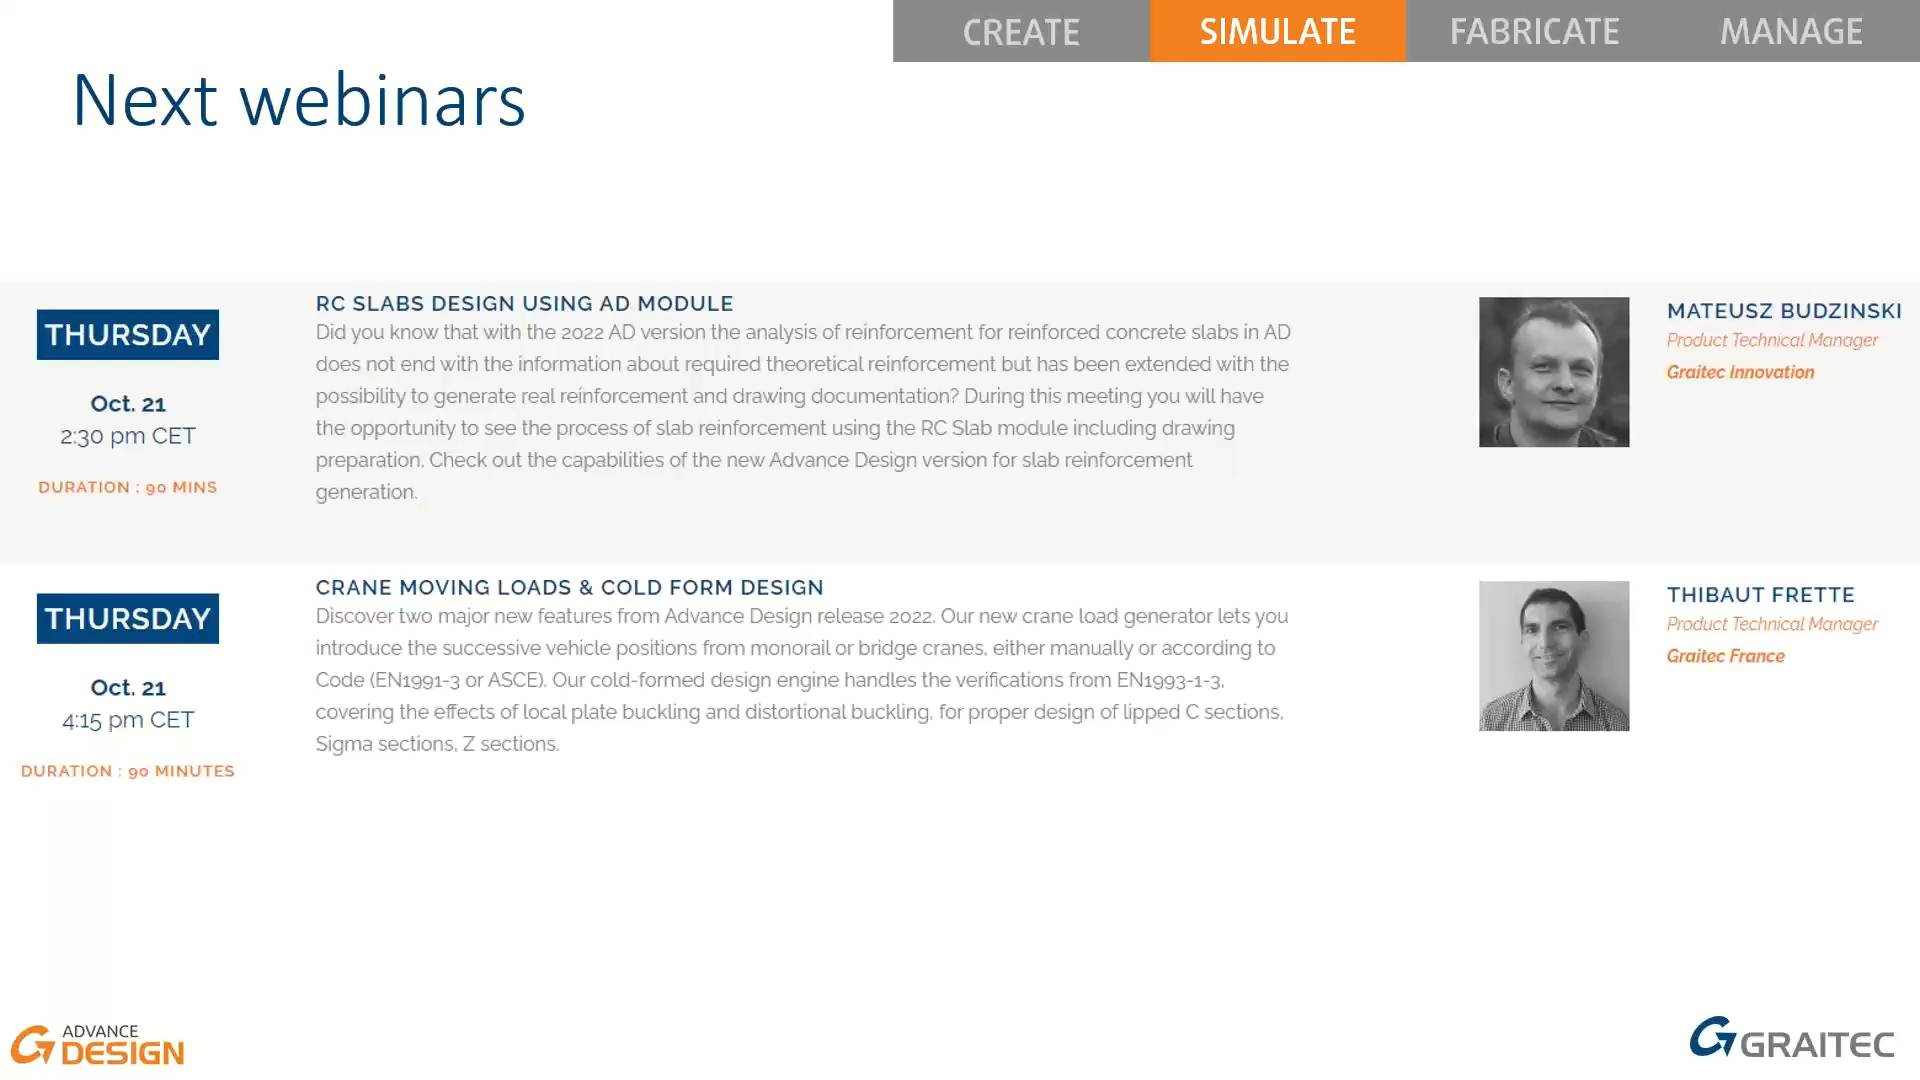 CREATE SIMULATE FABRICATE MANAGE
Next webinars
THURSDAY
Oct. 21
2:30 pm CET
DURATION : 90 MINS
RC SLABS DESIGN USING AD MODULE
Did you know that with the 2022 AD version the analysis of reinforcement for reinforced concrete slabs in AD
does not end with the information about required theoretical reinforcement but has been extended with the
possibility to generate real reinforcement and drawing documentation? During this meeting you will have
the opportunity to see the process of slab reinforcement using the RC Slab module including drawing
preparation. Check out the capabilities of the new Advance Design version for slab reinforcement
generation.
MATEUSZ BUDZINSKI
Product Technical Manager
Graitec Innovation
THURSDAY
Oct. 21
4:15 pm CET
DURATION : 90 MINUTES
CRANE MOVING LOADS & COLD FORM DESIGN
Discover two major new features from Advance Design release 2022. Our new crane load generator lets you
introduce the successive vehicle positions from monorail or bridge cranes, either manually or according to
Code (EN1991-3 or ASCE). Our cold-formed design engine handles the verifications from EN1993-1-3,
covering the effects of local plate buckling and distortional buckling, for proper design of lipped C sections,
Sigma sections, Z sections.
THIBAUT FRETTE
Product Technical Manager
Graitec France
ADVANCE
DESIGN
GRAITEC